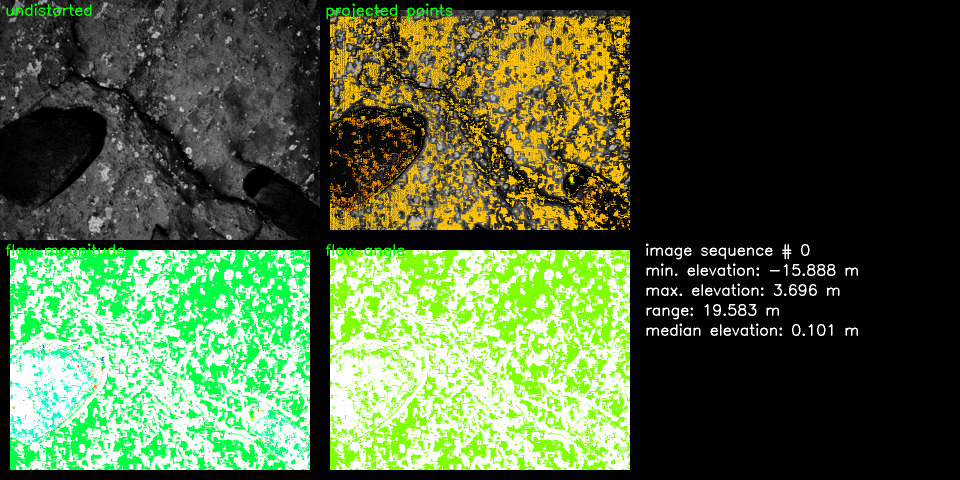 undistorted
projected points
flow magnitude
flow angle
image sequence # 0
min. elevation: -15.888 m
max. elevation: 3.696 m
range: 19.583 m
median elevation: 0.101 m